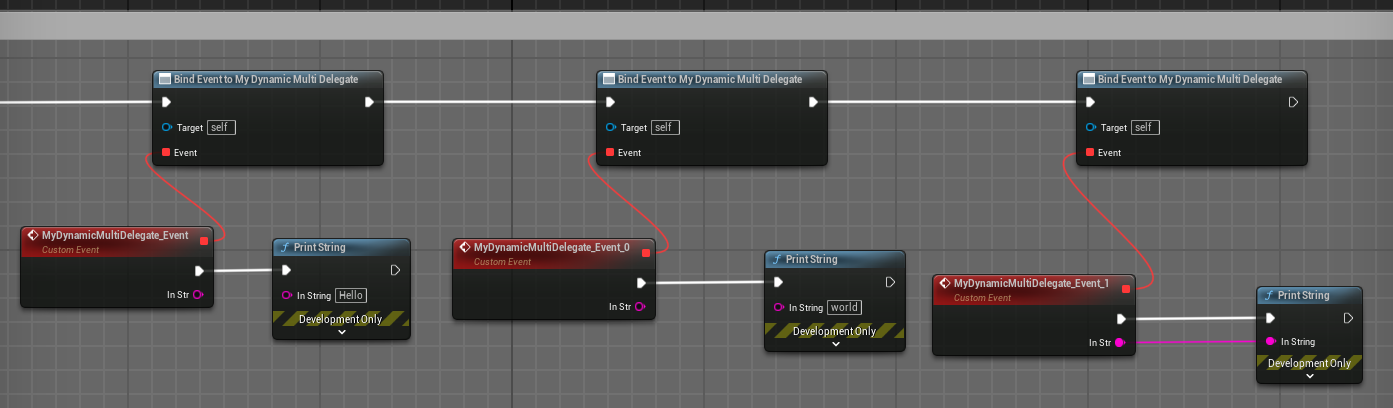 Bind Event to My Dynamic Multi Delegate
Target self
Event
Bind Event to My Dynamic Multi Delegate
Target self
Event
Bind Event to My Dynamic Multi Delegate
Target self
Event
MyDynamicMultiDelegate_Event
Custom Event
In Str
Print String
In String Hello
Development Only
MyDynamicMultiDelegate_Event_0
Custom Event
In Str
Print String
In String world
Development Only
MyDynamicMultiDelegate_Event_1
Custom Event
In Str
Print String
In String
Development Only